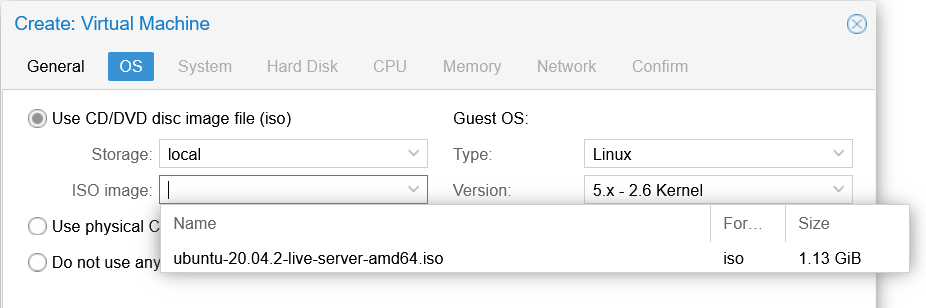 Create: Virtual Machine
General OS System Hard Disk CPU Memory Network Confirm
Use CD/DVD disc image file (iso) Guest OS:
Storage: local Type: Linux
ISO image: Version: 5.x - 2.6 Kernel
Use physical C
Name For... Size
Do not use any
ubuntu-20.04.2-live-server-amd64.iso iso 1.13 GiB